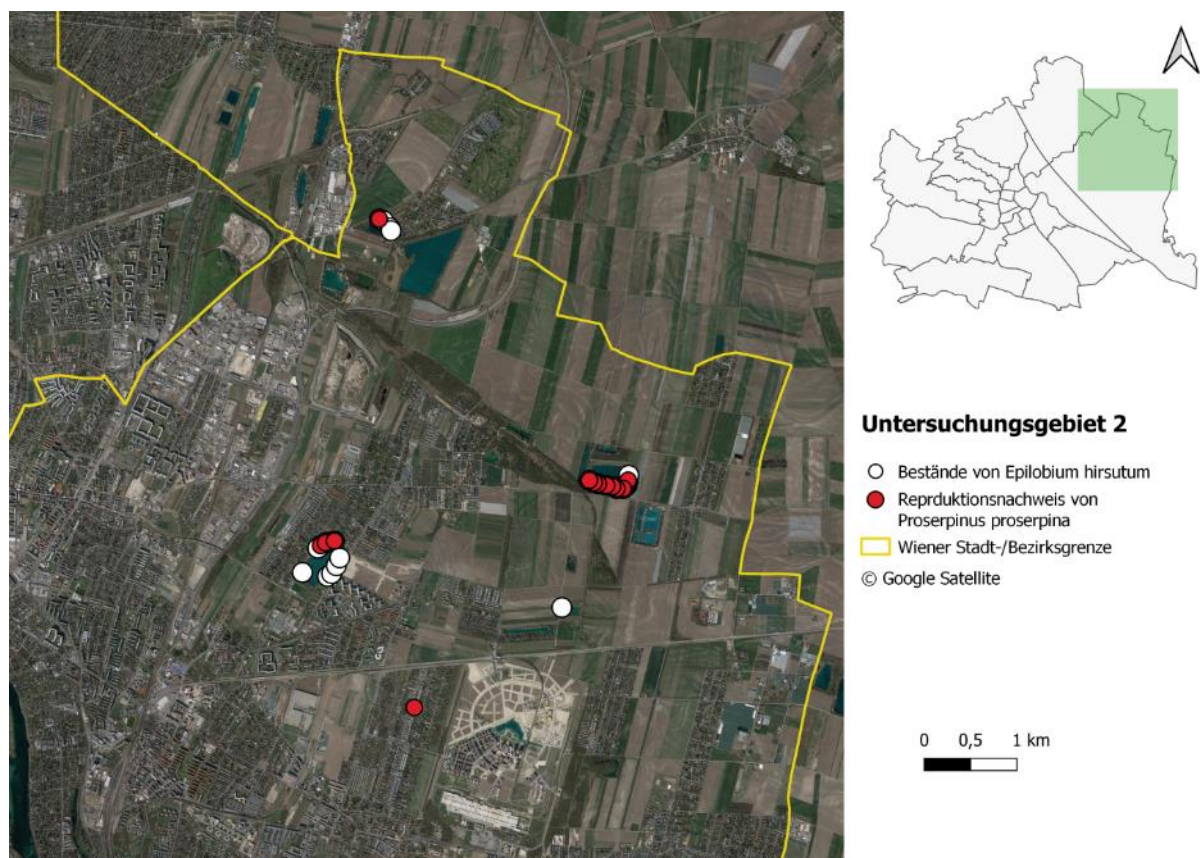 Untersuchungsgebiet 2
Bestände von Epilobium hirsutum
Reprduktionsnachweis von
Proserpinus proserpina
Wiener Stadt-/Bezirksgrenze
© Google Satellite
0 0,5 1 km